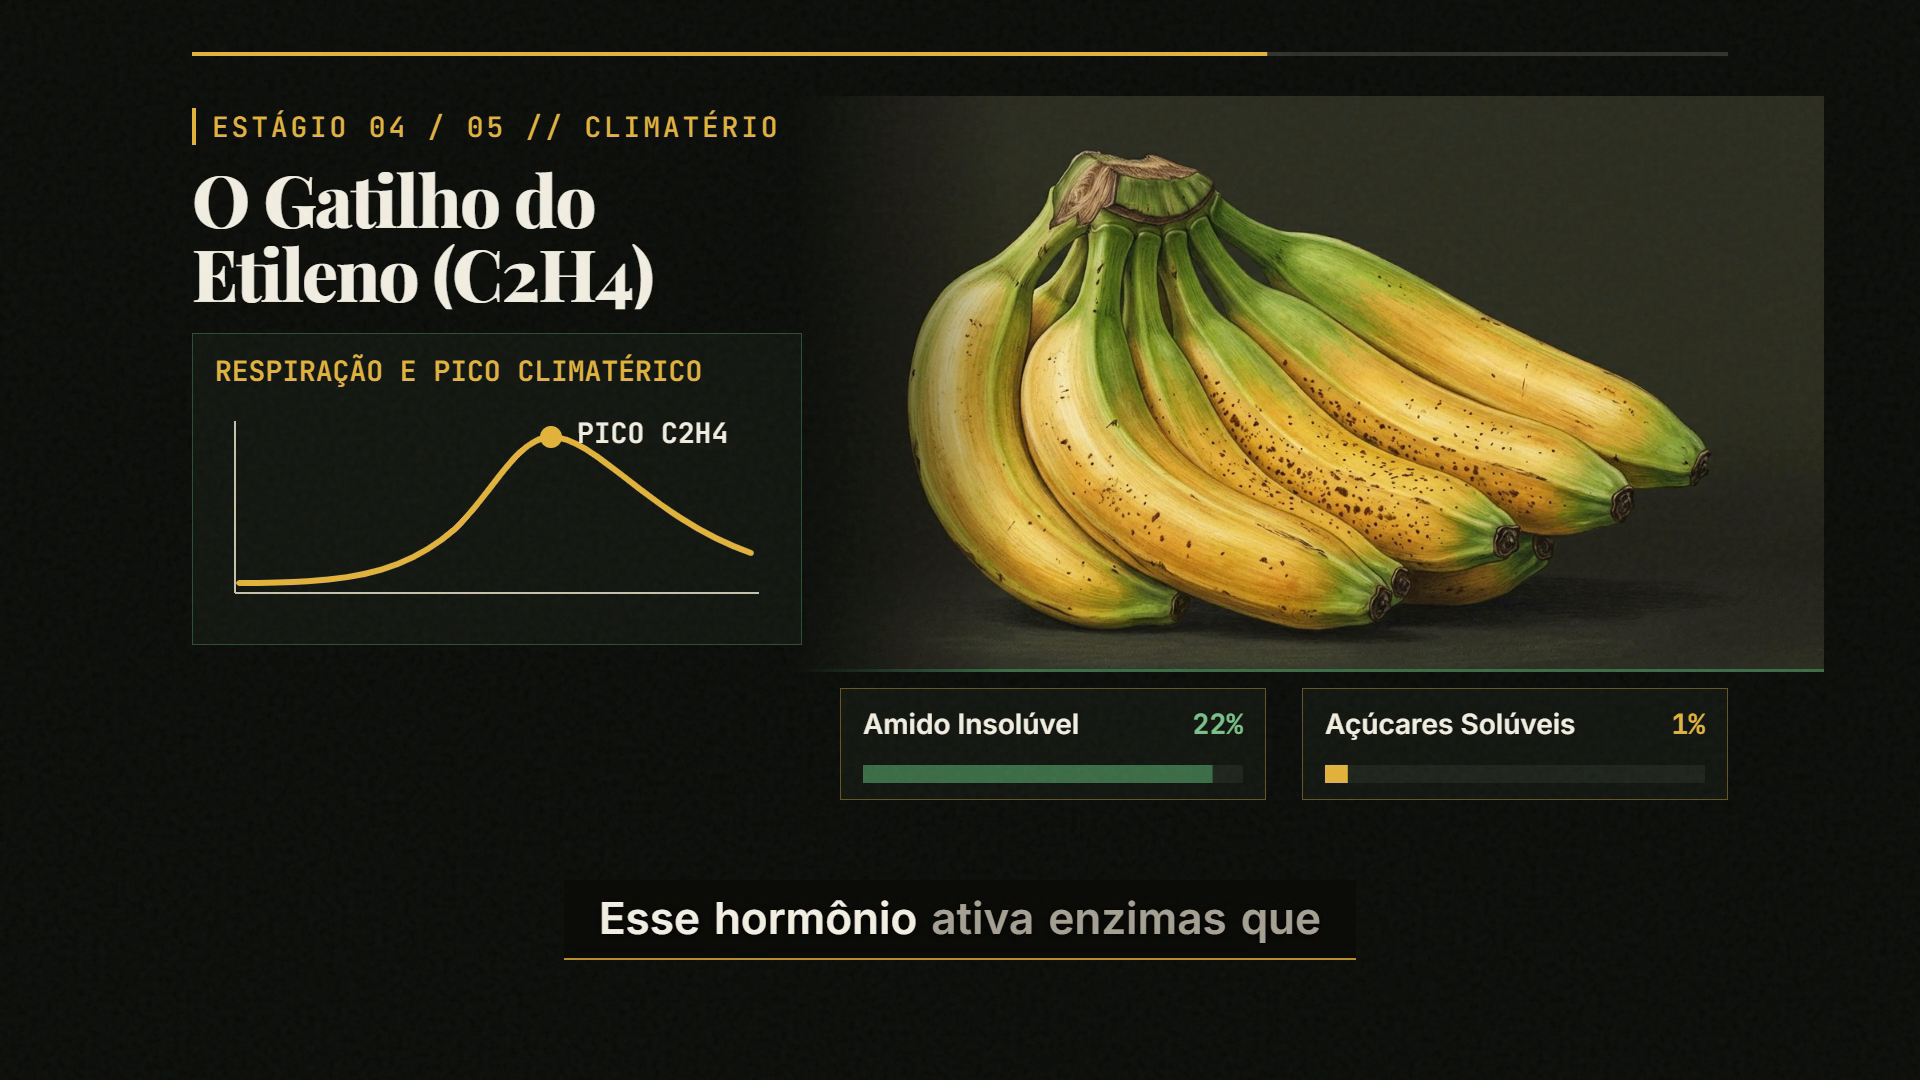 ESTÁGIO 04 / 05 // CLIMATÉRIO
O Gatilho do
Etileno (C2H4)
RESPIRAÇÃO E PICO CLIMATÉRICO
PICO C2H4
Amido Insolúvel 22%
Açúcares Solúveis 1%
Esse hormônio ativa enzimas que